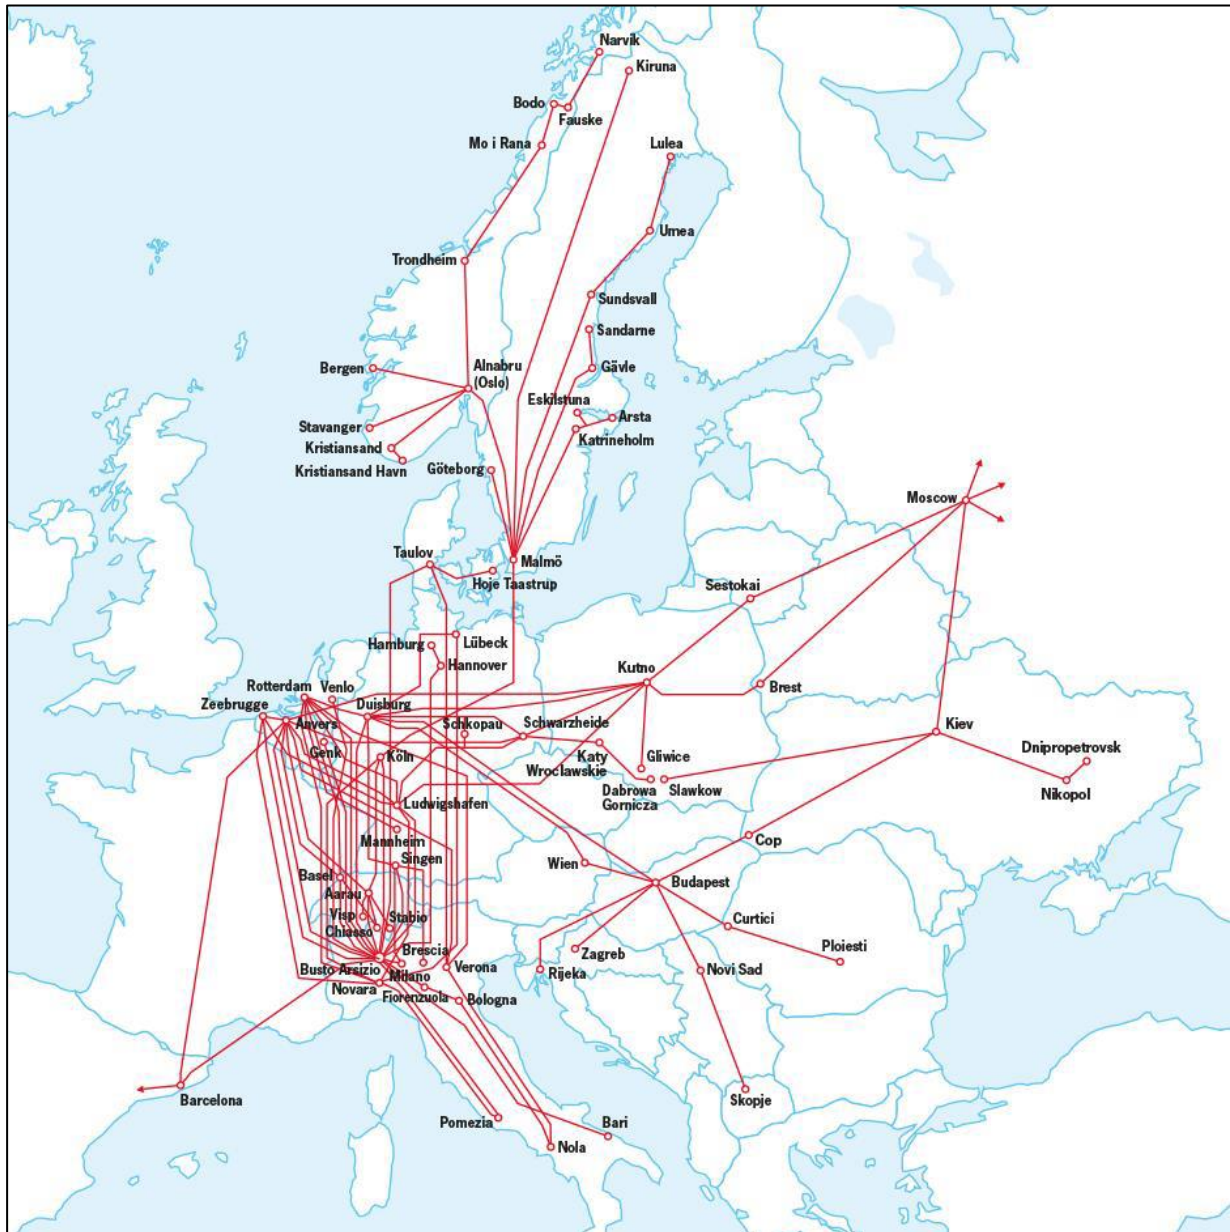 Narvik
Kiruna
Bodo
Fauske
Mo i Rana
Lulea
Umea
Trondheim
Sundsvall
Sandarne
Bergen
Alnabru
(Oslo)
Gävle
Eskilstuna
Arsta
Stavanger
Katrineholm
Kristiansand
Kristiansand Havn
Göteborg
Moscow
Taulov
Malmö
Hoje Taastrup
Sestokai
Hamburg
Lübeck
Hannover
Kutno
Brest
Rotterdam
Venlo
Zeebrugge
Duisburg
Anvers
Schkopau
Schwarzheide
Kiev
Genk
Köln
Katy
Wroclawskie
Gliwice
Dnipropetrovsk
Dabrowa
Gornicza
Slawkow
Nikopol
Ludwigshafen
Mannheim
Cop
Singen
Wien
Basel
Budapest
Aarau
Visp
Stabio
Chiasso
Curtici
Brescia
Zagreb
Ploiesti
Busto Arsizio
Milano
Verona
Rijeka
Novi Sad
Novara
Fiorenzuola
Bologna
Barcelona
Skopje
Pomezia
Bari
Nola